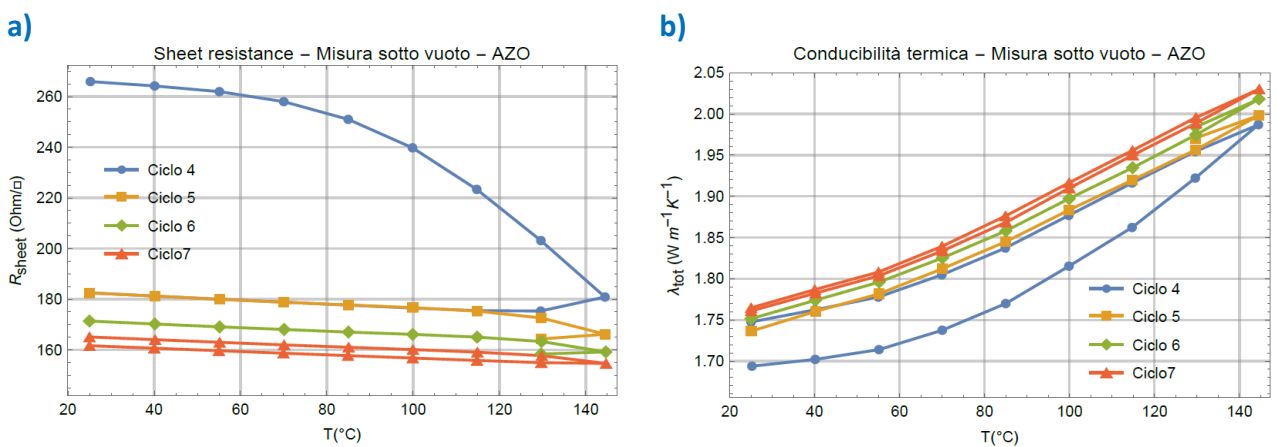 a)
Sheet resistance – Misura sotto vuoto – AZO
Rsheet (Ohm/□)
260
240
220
200
180
160
Ciclo 4
Ciclo 5
Ciclo 6
Ciclo7
20 40 60 80 100 120 140
T(°C)
b)
Conducibilità termica – Misura sotto vuoto – AZO
λtot (W m⁻¹ K⁻¹)
2.05
2.00
1.95
1.90
1.85
1.80
1.75
1.70
Ciclo 4
Ciclo 5
Ciclo 6
Ciclo7
20 40 60 80 100 120 140
T(°C)